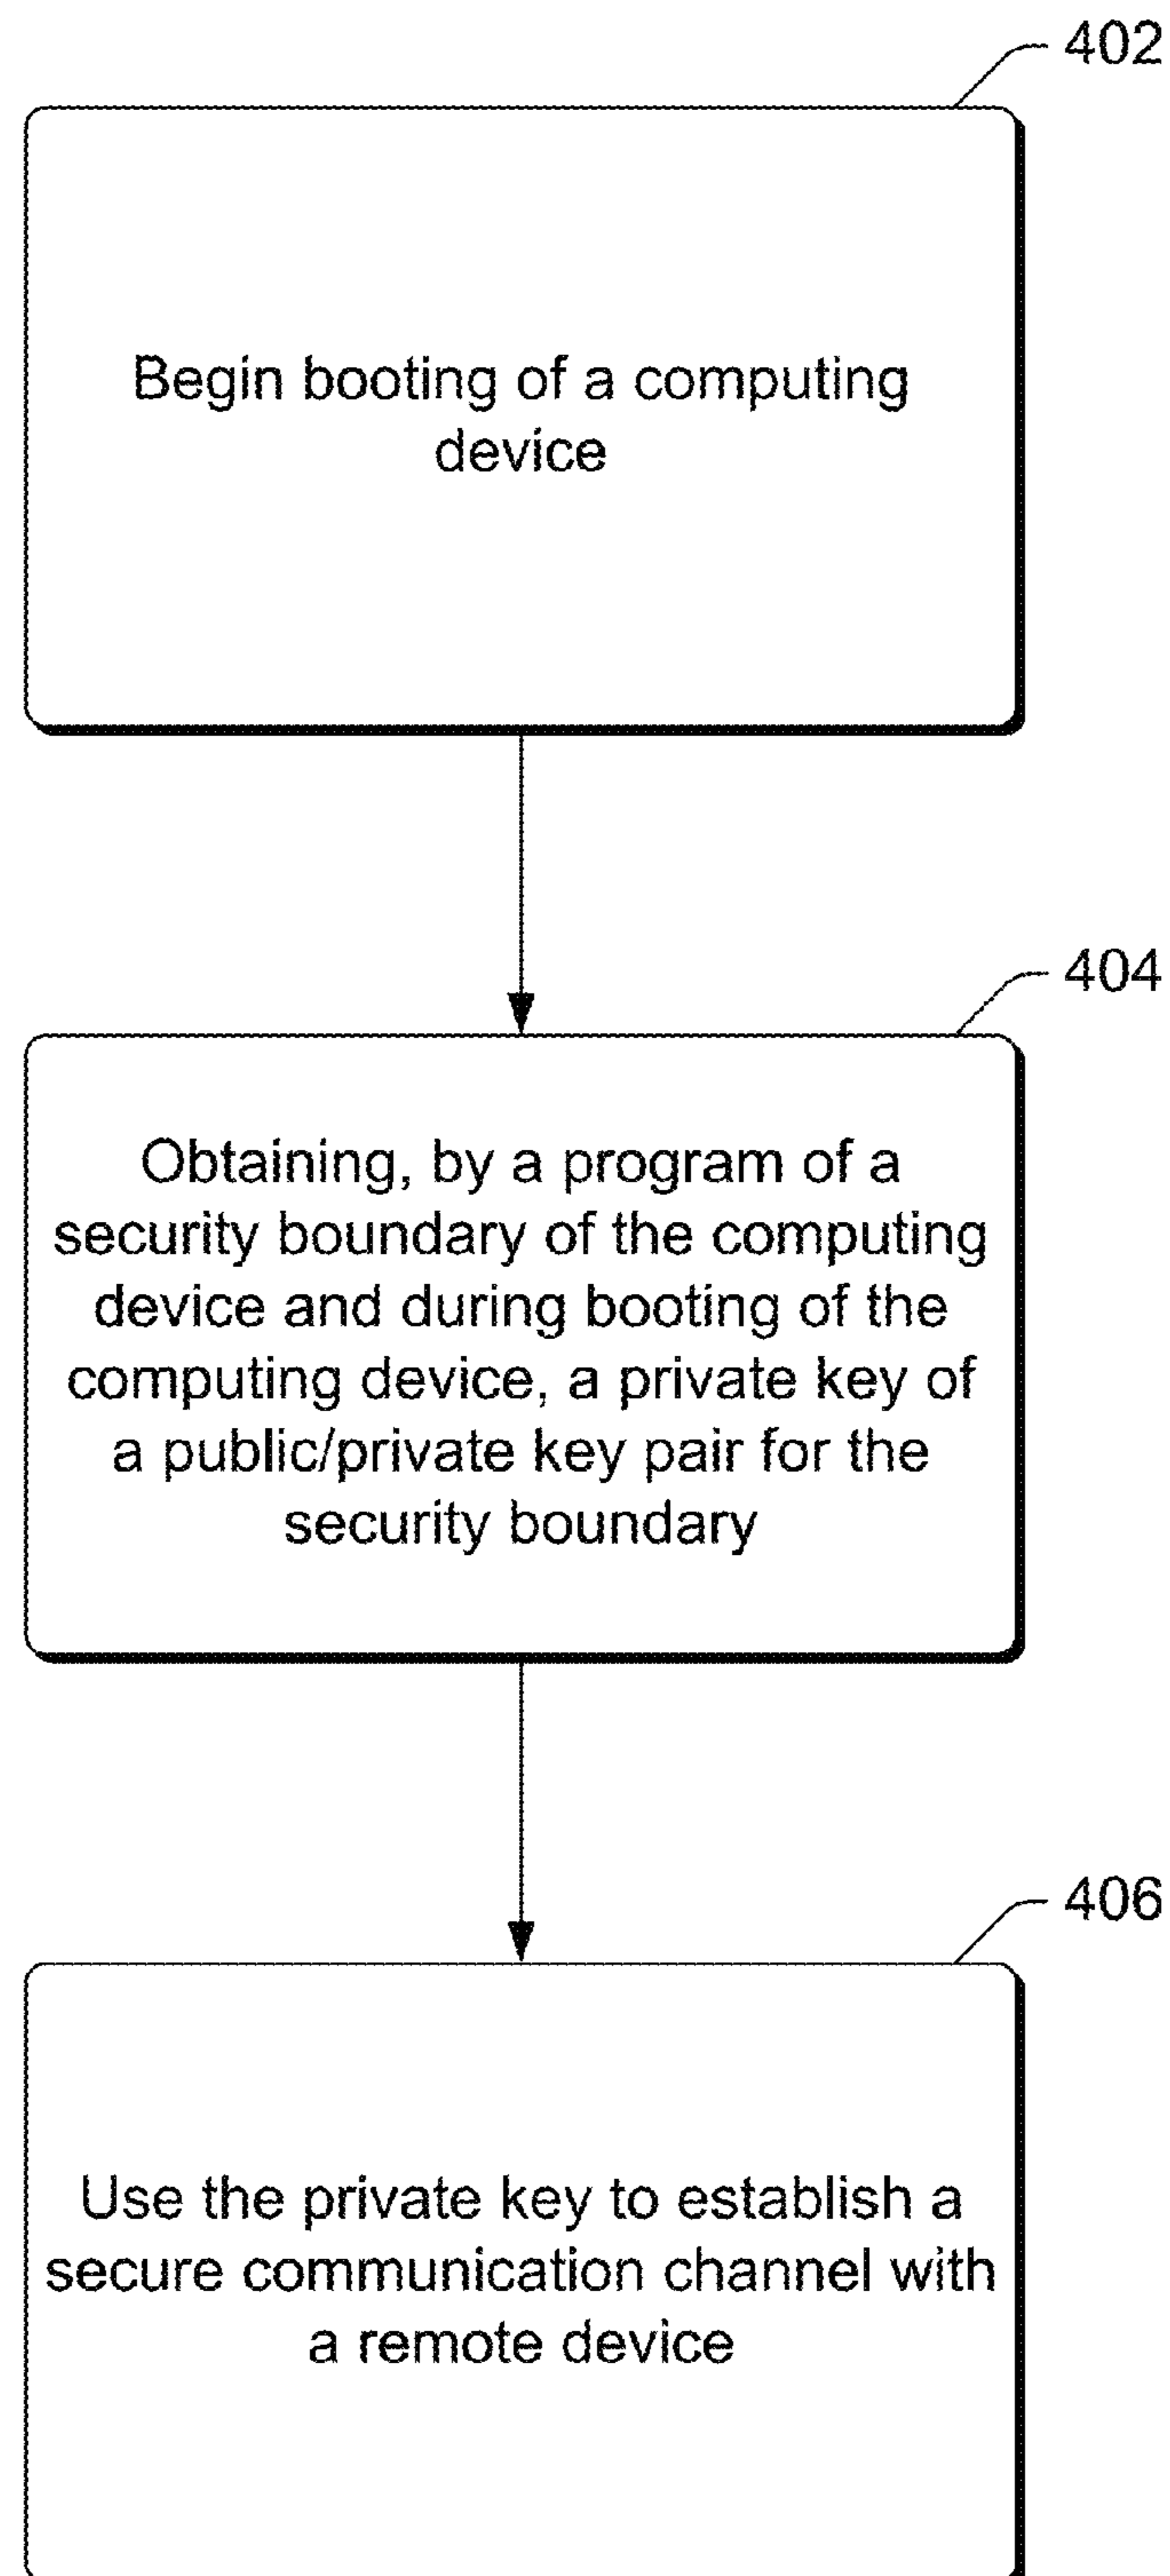 402
Begin booting of a computing
device
404
Obtaining, by a program of a
security boundary of the computing
device and during booting of the
computing device, a private key of
a public/private key pair for the
security boundary
406
Use the private key to establish a
secure communication channel with
a remote device